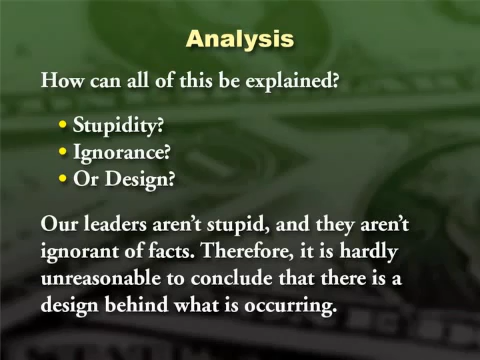 Analysis
How can all of this be explained?
• Stupidity?
• Ignorance?
• Or Design?
Our leaders aren’t stupid, and they aren’t
ignorant of facts. Therefore, it is hardly
unreasonable to conclude that there is a
design behind what is occurring.